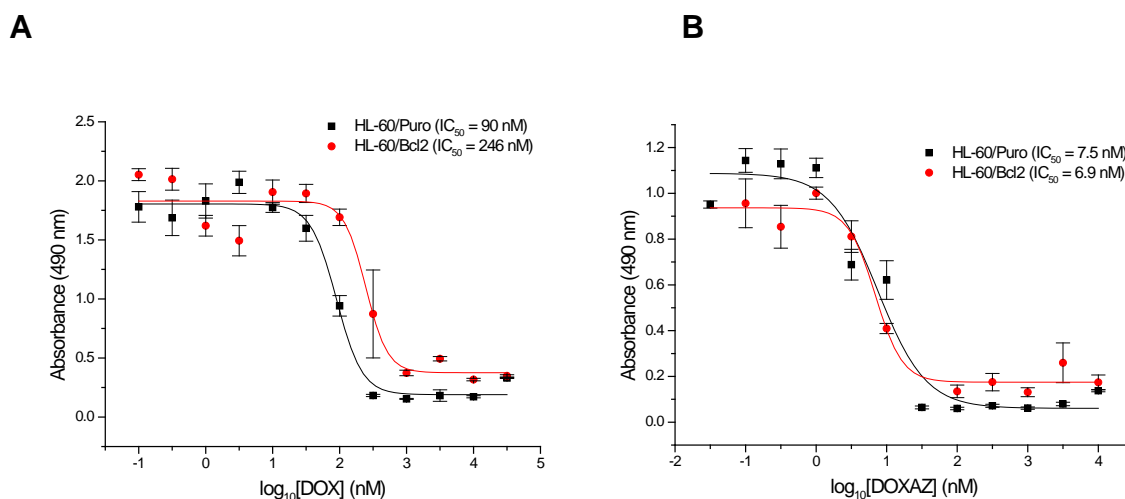 A
B
HL-60/Puro (IC50 = 90 nM)
HL-60/Bcl2 (IC50 = 246 nM)
2.5
2.0
1.5
1.0
0.5
0.0
Absorbance (490 nm)
-1 0 1 2 3 4 5
log10[DOX] (nM)
HL-60/Puro (IC50 = 7.5 nM)
HL-60/Bcl2 (IC50 = 6.9 nM)
1.2
1.0
0.8
0.6
0.4
0.2
0.0
Absorbance (490 nm)
-2 -1 0 1 2 3 4
log10[DOXAZ] (nM)